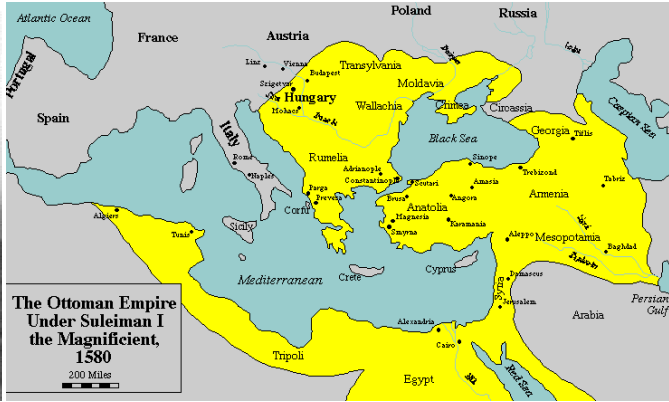 Atlantic Ocean
Portugal
Spain
France
Austria
Poland
Russia
Linz
Vienna
Budapest
Szigetvar
Hungary
Mohacs
Transylvania
Moldavia
Wallachia
Crimea
Circassia
Caspian Sea
Georgia
Tiflis
Black Sea
Italy
Rome
Naples
Rumelia
Adrianople
Constantinople
Scutari
Sinope
Amasia
Trebizond
Tabriz
Armenia
Parga
Preveza
Corfu
Brusa
Angora
Anatolia
Magnesia
Karamania
Smyrna
Aleppo
Mesopotamia
Baghdad
Algiers
Tunis
Sicily
Mediterranean
Crete
Cyprus
Syria
Damascus
Jerusalem
Persian
Gulf
Arabia
Alexandria
Cairo
Tripoli
Egypt
Nile
Red Sea
The Ottoman Empire
Under Suleiman I
the Magnificient,
1580
200 Miles